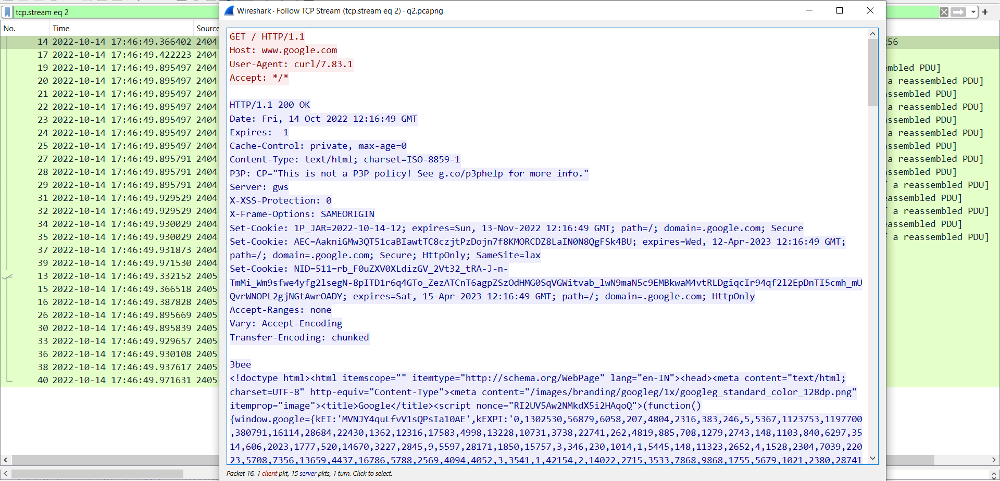 Wireshark · Follow TCP Stream (tcp.stream eq 2) · q2.pcapng
tcp.stream eq 2
No. Time Source
14 2022-10-14 17:46:49.366402 2404
17 2022-10-14 17:46:49.422223 2404
19 2022-10-14 17:46:49.895497 2404
20 2022-10-14 17:46:49.895497 2404
21 2022-10-14 17:46:49.895497 2404
22 2022-10-14 17:46:49.895497 2404
23 2022-10-14 17:46:49.895497 2404
24 2022-10-14 17:46:49.895497 2404
25 2022-10-14 17:46:49.895497 2404
27 2022-10-14 17:46:49.895791 2404
28 2022-10-14 17:46:49.895791 2404
29 2022-10-14 17:46:49.895791 2404
31 2022-10-14 17:46:49.929529 2404
32 2022-10-14 17:46:49.929529 2404
34 2022-10-14 17:46:49.930029 2404
35 2022-10-14 17:46:49.930029 2404
37 2022-10-14 17:46:49.931873 2404
39 2022-10-14 17:46:49.971530 2404
13 2022-10-14 17:46:49.332152 2405
15 2022-10-14 17:46:49.366518 2405
16 2022-10-14 17:46:49.387828 2405
26 2022-10-14 17:46:49.895669 2405
30 2022-10-14 17:46:49.895839 2405
33 2022-10-14 17:46:49.929657 2405
36 2022-10-14 17:46:49.930108 2405
38 2022-10-14 17:46:49.937617 2405
40 2022-10-14 17:46:49.971631 2405
GET / HTTP/1.1
Host: www.google.com
User-Agent: curl/7.83.1
Accept: */*
HTTP/1.1 200 OK
Date: Fri, 14 Oct 2022 12:16:49 GMT
Expires: -1
Cache-Control: private, max-age=0
Content-Type: text/html; charset=ISO-8859-1
P3P: CP="This is not a P3P policy! See g.co/p3phelp for more info."
Server: gws
X-XSS-Protection: 0
X-Frame-Options: SAMEORIGIN
Set-Cookie: 1P_JAR=2022-10-14-12; expires=Sun, 13-Nov-2022 12:16:49 GMT; path=/; domain=.google.com; Secure
Set-Cookie: AEC=AakniGMw3QT51caBIawtTC8czjtPzDojn7f8KMORCDZ8LaIN0N8QgFSk4BU; expires=Wed, 12-Apr-2023 12:16:49 GMT;
path=/; domain=.google.com; Secure; HttpOnly; SameSite=lax
Set-Cookie: NID=511=rb_F0uZXV0XLdizGV_2Vt32_tRA-J-n-
TmMi_Wm9sfwe4yfg2lsegN-8pITD1r6q4GTo_ZezATCnT6agpZSzOdHMG0SqVGWitvab_lwN9maN5c9EMBkwaM4vtRLDgiqcIr94qf2l2EpDnTI5cmh_mU
QvrWNOPL2gjNGtAwrOADY; expires=Sat, 15-Apr-2023 12:16:49 GMT; path=/; domain=.google.com; HttpOnly
Accept-Ranges: none
Vary: Accept-Encoding
Transfer-Encoding: chunked
3bee
<!doctype html><html itemscope="" itemtype="http://schema.org/WebPage" lang="en-IN"><head><meta content="text/html;
charset=UTF-8" http-equiv="Content-Type"><meta content="/images/branding/googleg/1x/googleg_standard_color_128dp.png"
itemprop="image"><title>Google</title><script nonce="RI2UV5Aw2NMkdX5i2HAqoQ">(function()
{window.google={kEI:'MVNJY4quLfvV1sQPsIa10AE',kEXPI:'0,1302530,56879,6058,207,4804,2316,383,246,5,5367,1123753,1197700
,380791,16114,28684,22430,1362,12316,17583,4998,13228,10731,3738,22741,262,4819,885,708,1279,2743,148,1103,840,6297,35
14,606,2023,1777,520,14670,3227,2845,9,5597,28171,1850,15757,3,346,230,1014,1,5445,148,11323,2652,4,1528,2304,7039,220
23,5708,7356,13659,4437,16786,5788,2569,4094,4052,3,3541,1,42154,2,14022,2715,3533,7868,9868,1755,5679,1021,2380,28741
Packet 16. 1 client pkt, 15 server pkts, 1 turn. Click to select.
256
mbled PDU]
a reassembled PDU]
ssembled PDU]
a reassembled PDU]
ssembled PDU]
a reassembled PDU]
ssembled PDU]
a reassembled PDU]
ssembled PDU]
f a reassembled PDU]
eassembled PDU]
f a reassembled PDU]
eassembled PDU]
f a reassembled PDU]